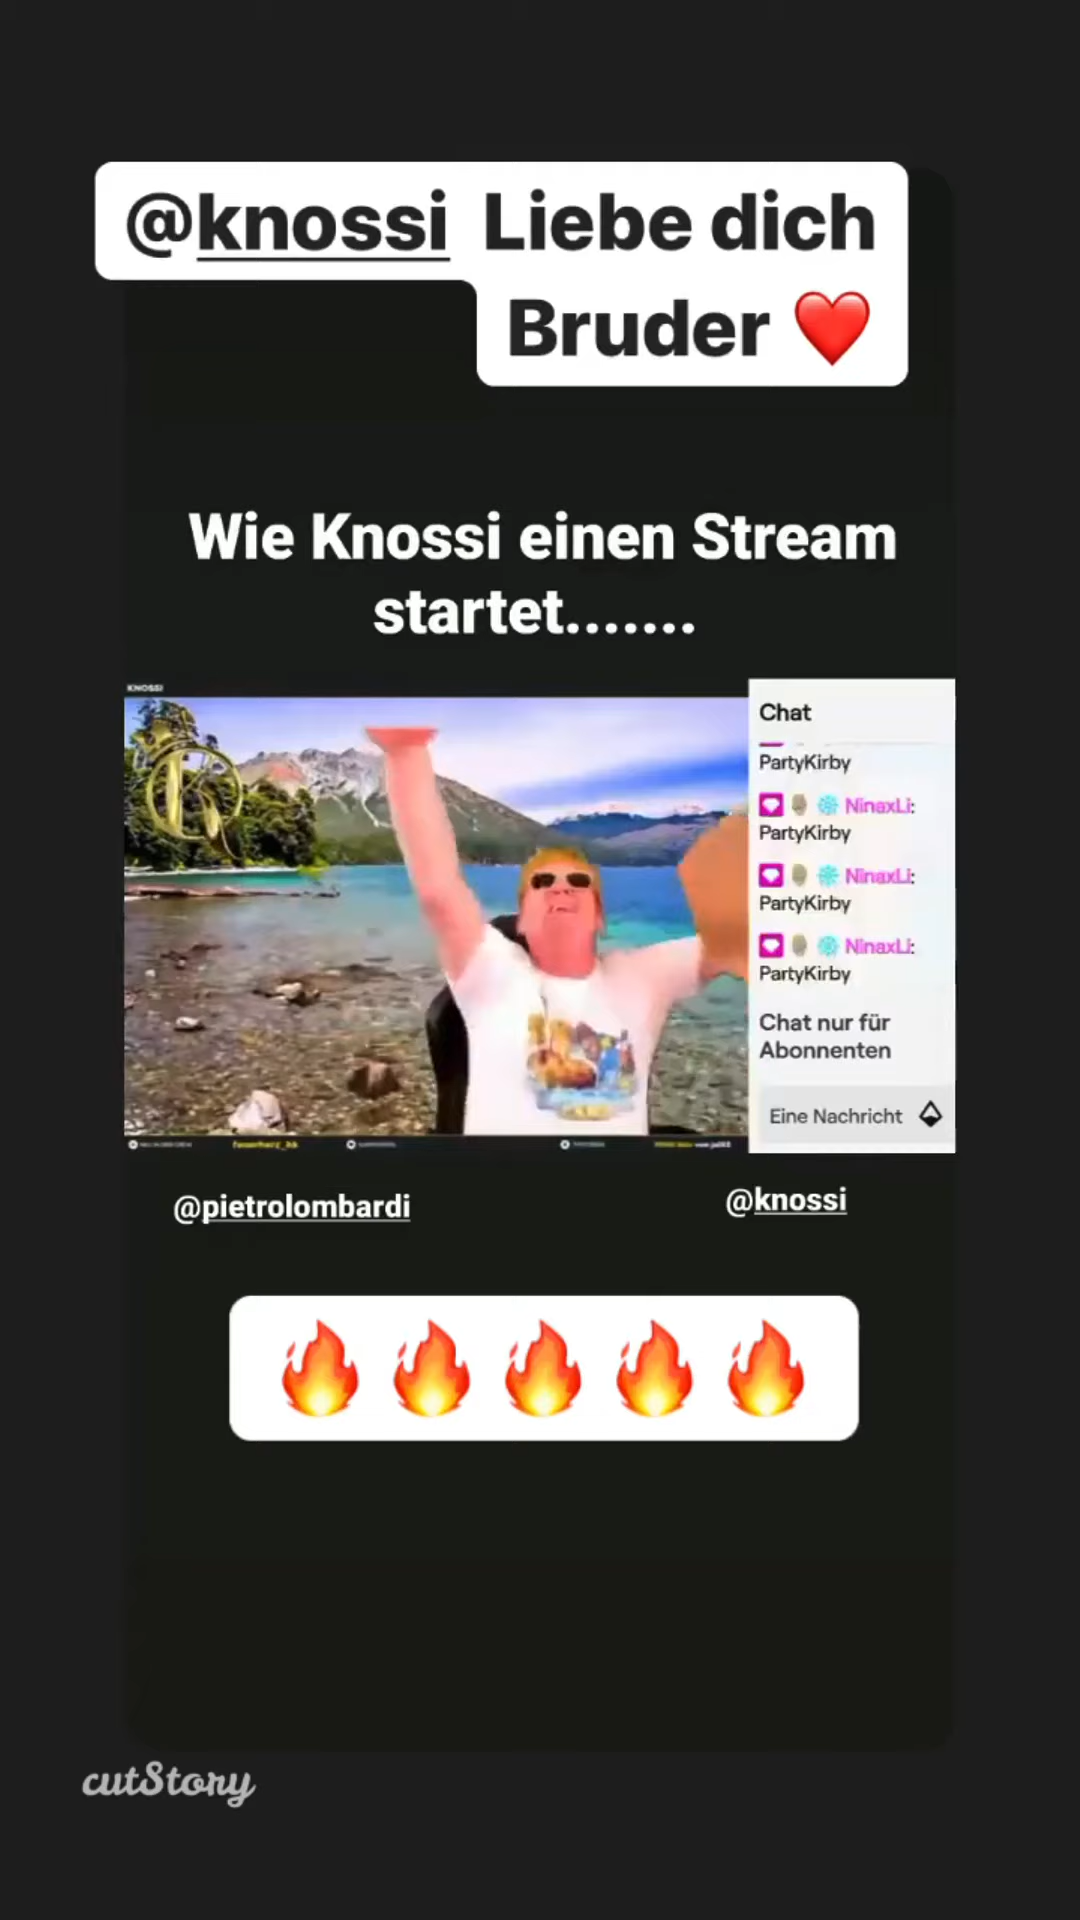 @knossi Liebe dich
Bruder ❤️
Wie Knossi einen Stream
startet.......
KNOSSI
Chat
PartyKirby
NinaxLi:
PartyKirby
NinaxLi:
PartyKirby
NinaxLi:
PartyKirby
Chat nur für
Abonnenten
Eine Nachricht
@pietrolombardi
@knossi
🔥 🔥 🔥 🔥 🔥
cutStory